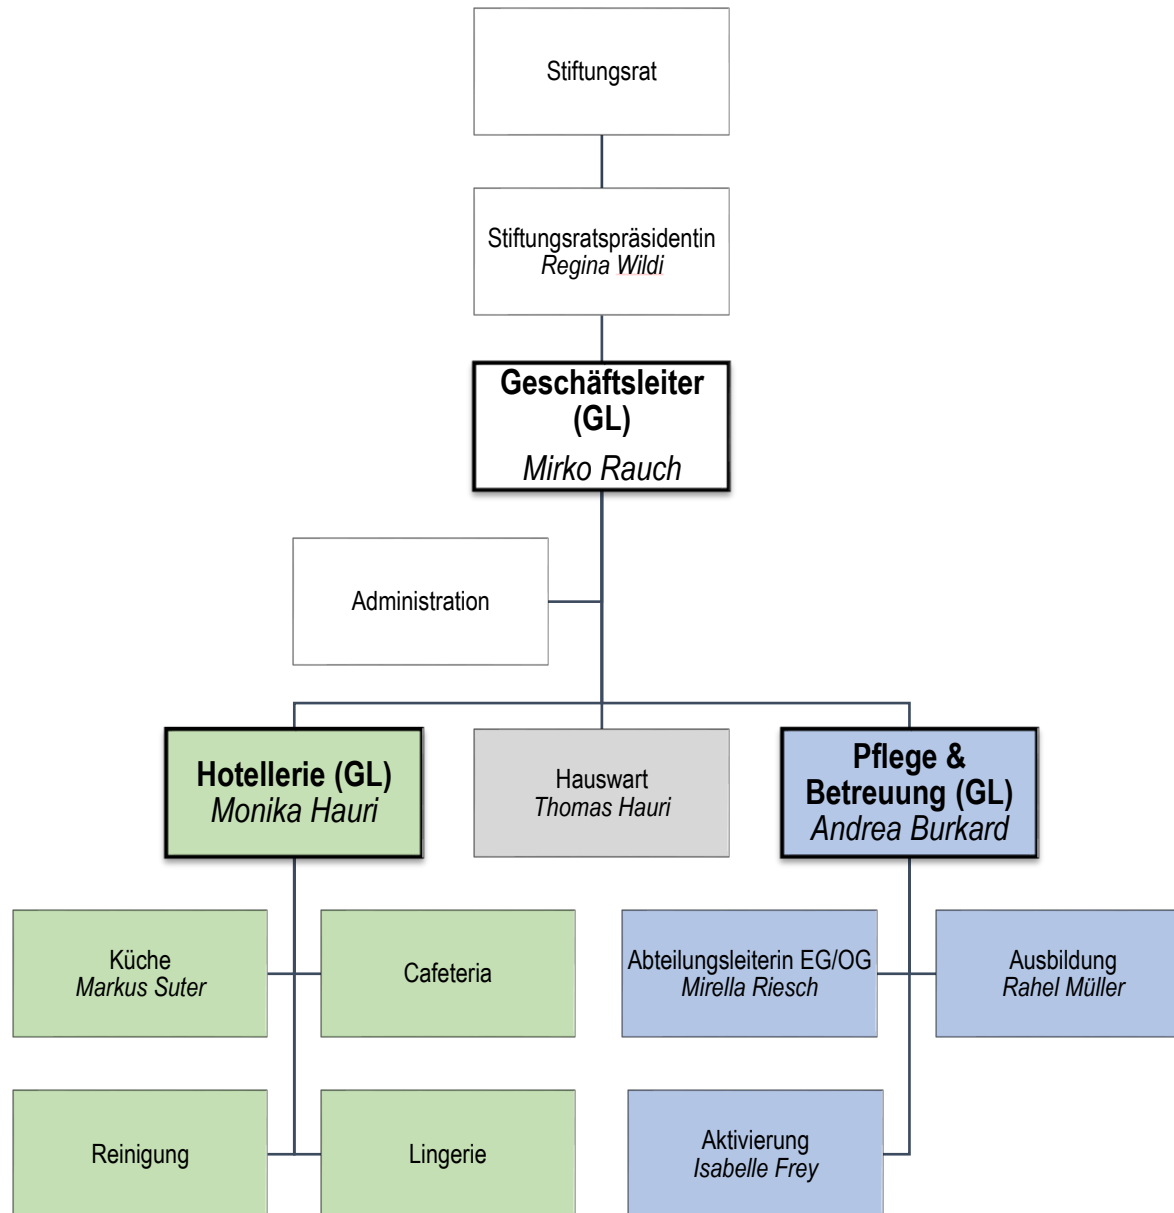 Stiftungsrat
Stiftungsratspräsidentin
Regina Wildi
Geschäftsleiter
(GL)
Mirko Rauch
Administration
Hotellerie (GL)
Monika Hauri
Hauswart
Thomas Hauri
Pflege &
Betreuung (GL)
Andrea Burkard
Küche
Markus Suter
Cafeteria
Abteilungsleiterin EG/OG
Mirella Riesch
Ausbildung
Rahel Müller
Reinigung
Lingerie
Aktivierung
Isabelle Frey